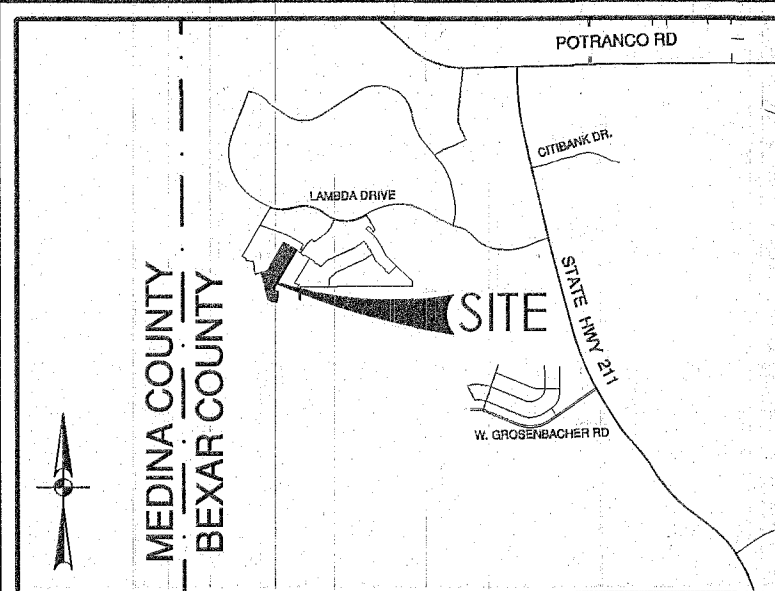 POTRANCO RD
CITIBANK DR.
LAMBDA DRIVE
STATE HWY 211
SITE
MEDINA COUNTY
BEXAR COUNTY
W. GROSENBACHER RD